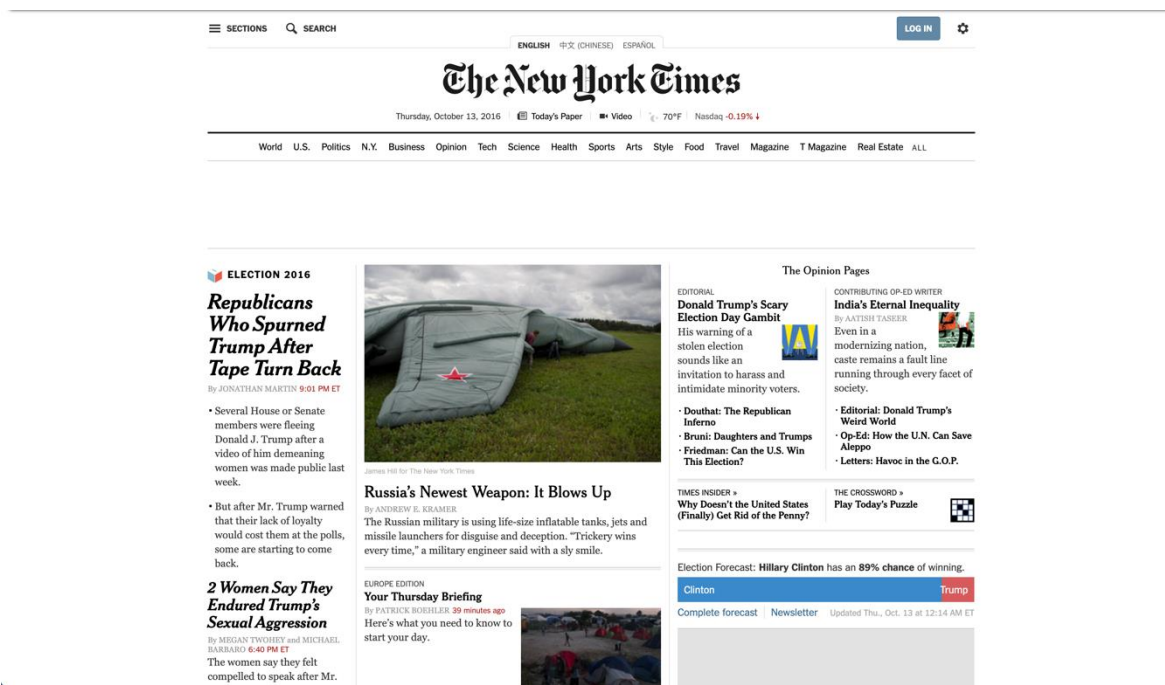 SECTIONS SEARCH LOG IN
ENGLISH 中文 (CHINESE) ESPAÑOL
The New York Times
Thursday, October 13, 2016 Today's Paper Video 70°F Nasdaq -0.19%
World U.S. Politics N.Y. Business Opinion Tech Science Health Sports Arts Style Food Travel Magazine T Magazine Real Estate ALL
ELECTION 2016
Republicans
Who Spurned
Trump After
Tape Turn Back
By JONATHAN MARTIN 9:01 PM ET
• Several House or Senate
members were fleeing
Donald J. Trump after a
video of him demeaning
women was made public last
week.
• But after Mr. Trump warned
that their lack of loyalty
would cost them at the polls,
some are starting to come
back.
2 Women Say They
Endured Trump's
Sexual Aggression
By MEGAN TWOHEY and MICHAEL
BARBARO 6:40 PM ET
The women say they felt
compelled to speak after Mr.
James Hill for The New York Times
Russia's Newest Weapon: It Blows Up
By ANDREW E. KRAMER
The Russian military is using life-size inflatable tanks, jets and
missile launchers for disguise and deception. “Trickery wins
every time,” a military engineer said with a sly smile.
EUROPE EDITION
Your Thursday Briefing
By PATRICK BOEHLER 39 minutes ago
Here's what you need to know to
start your day.
The Opinion Pages
EDITORIAL
Donald Trump's Scary
Election Day Gambit
His warning of a
stolen election
sounds like an
invitation to harass and
intimidate minority voters.
· Douthat: The Republican
Inferno
· Bruni: Daughters and Trumps
· Friedman: Can the U.S. Win
This Election?
CONTRIBUTING OP-ED WRITER
India's Eternal Inequality
By AATISH TASEER
Even in a
modernizing nation,
caste remains a fault line
running through every facet of
society.
· Editorial: Donald Trump's
Weird World
· Op-Ed: How the U.N. Can Save
Aleppo
· Letters: Havoc in the G.O.P.
TIMES INSIDER »
Why Doesn't the United States
(Finally) Get Rid of the Penny?
THE CROSSWORD »
Play Today's Puzzle
Election Forecast: Hillary Clinton has an 89% chance of winning.
Clinton Trump
Complete forecast Newsletter Updated Thu., Oct. 13 at 12:14 AM ET